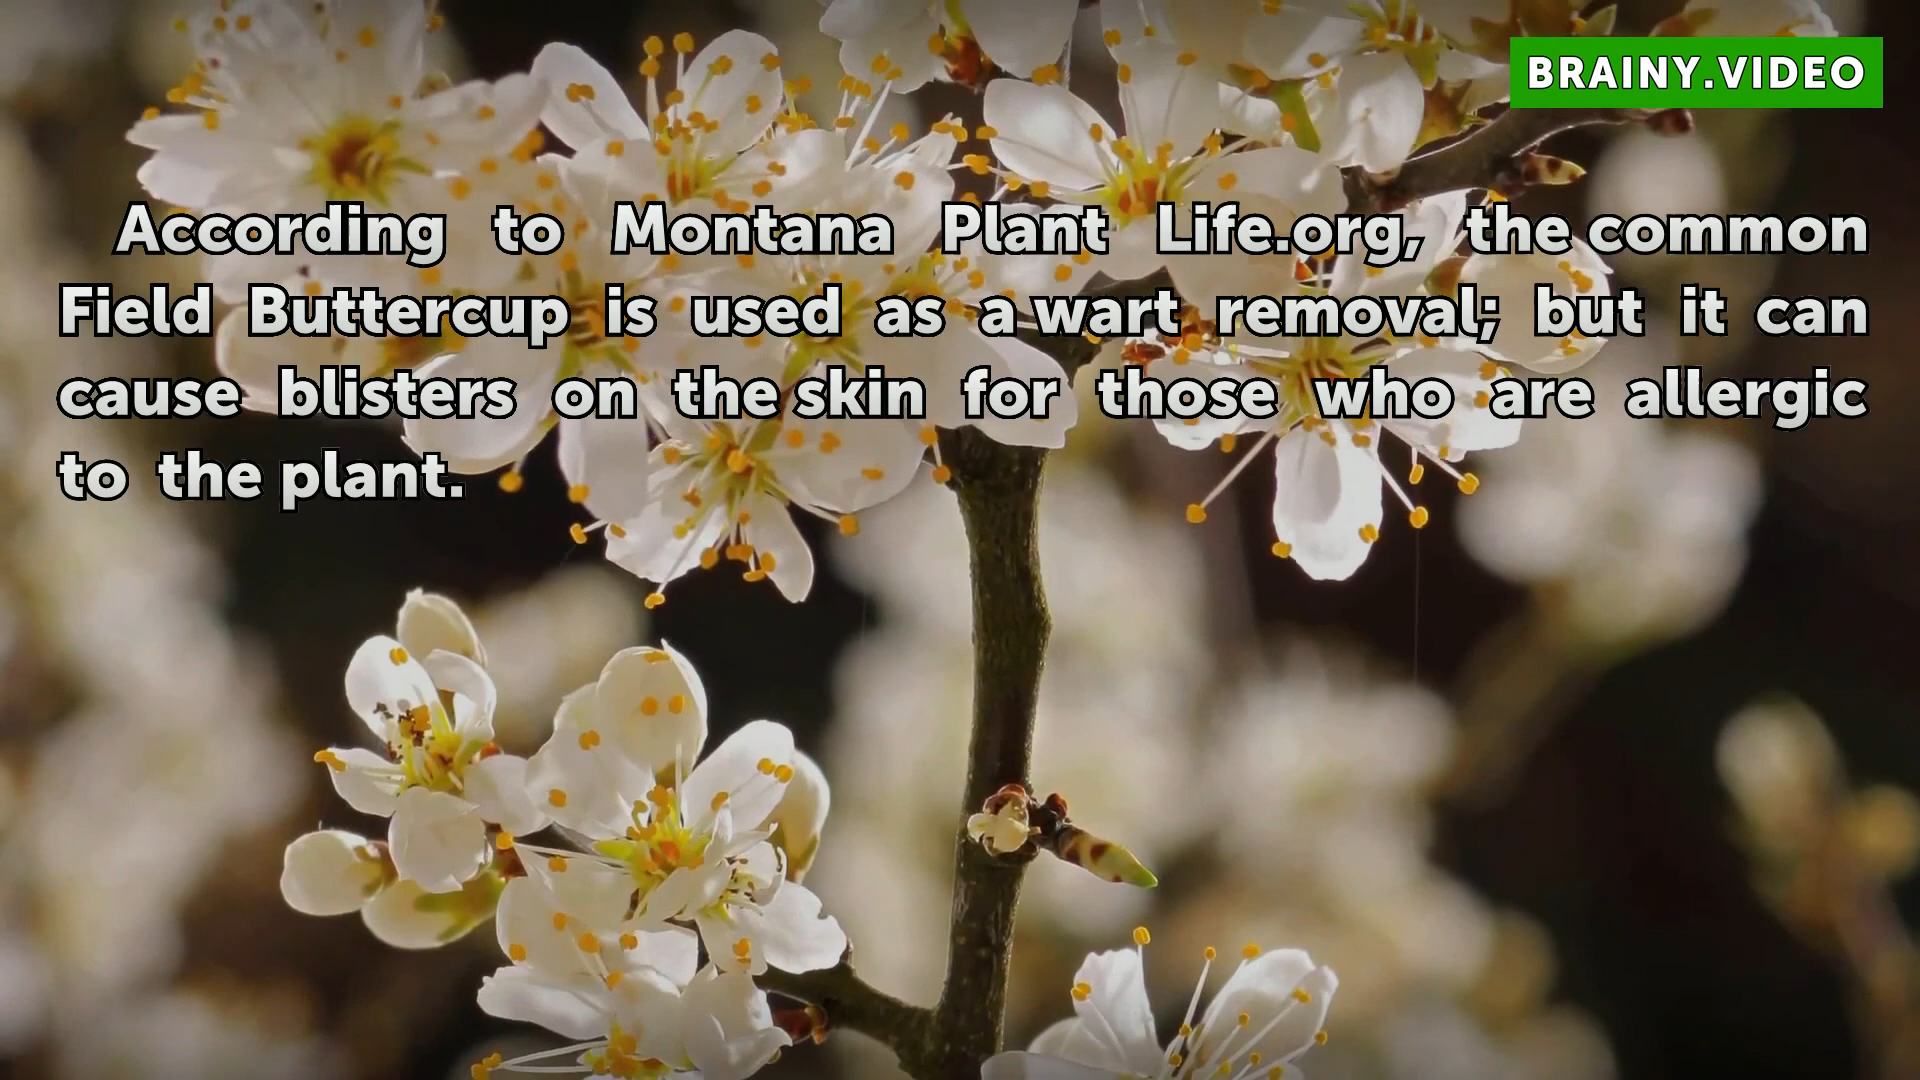 BRAINY.VIDEO
According to Montana Plant Life.org, the common
Field Buttercup is used as a wart removal; but it can
cause blisters on the skin for those who are allergic
to the plant.